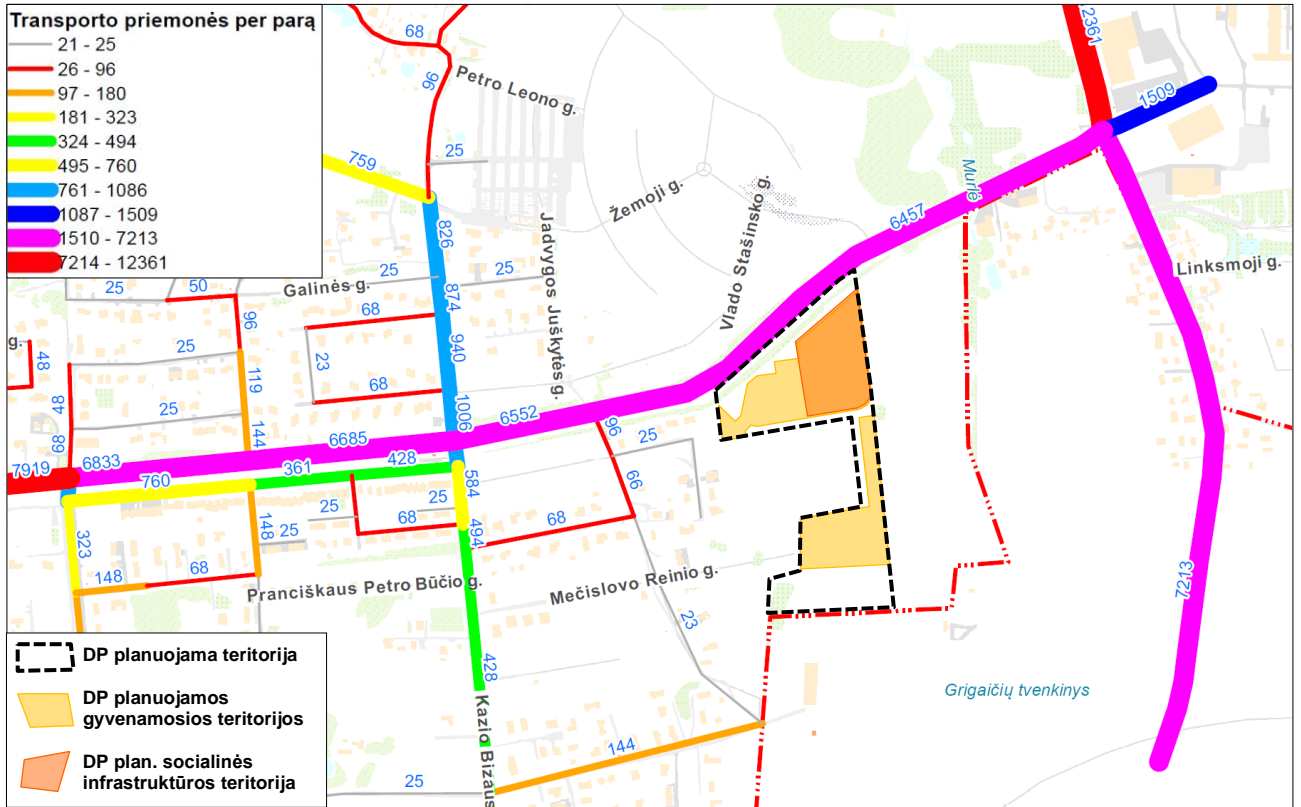 Transporto priemonės per parą
21 - 25
26 - 96
97 - 180
181 - 323
324 - 494
495 - 760
761 - 1086
1087 - 1509
1510 - 7213
7214 - 12361
68
96
Petro Leono g.
25
759
Žemoji g.
Jadvygos Juškytės g.
Vlado Stašinsko g.
Murlė
2361
1509
6457
Linksmoji g.
826
25
25
874
25
50
Galinės g.
96
68
940
g.
48
25
23
119
68
48
25
1006
6552
144
6685
68
7919
6833
760
361
428
96
25
584
66
25
25
494
68
68
323
148
25
148
68
Pranciškaus Petro Būčio g.
Mečislovo Reinio g.
23
7213
428
Kazio Bizaus
144
25
Grigaičių tvenkinys
DP planuojama teritorija
DP planuojamos
gyvenamosios teritorijos
DP plan. socialinės
infrastruktūros teritorija